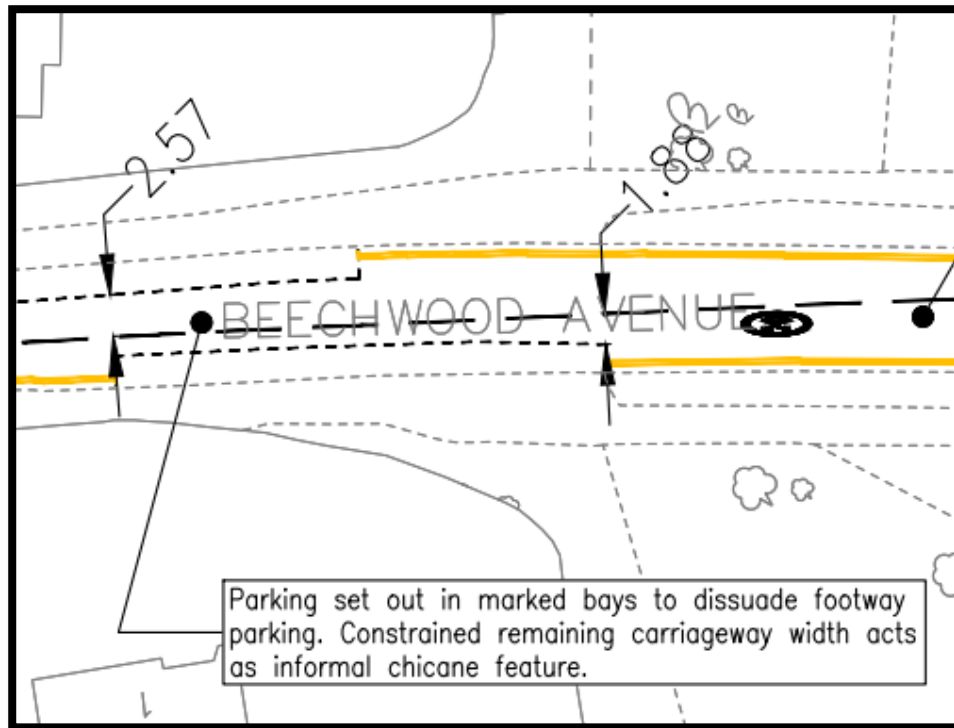 2.57
BEECHWOOD AVENUE
Parking set out in marked bays to dissuade footway
parking. Constrained remaining carriageway width acts
as informal chicane feature.
1